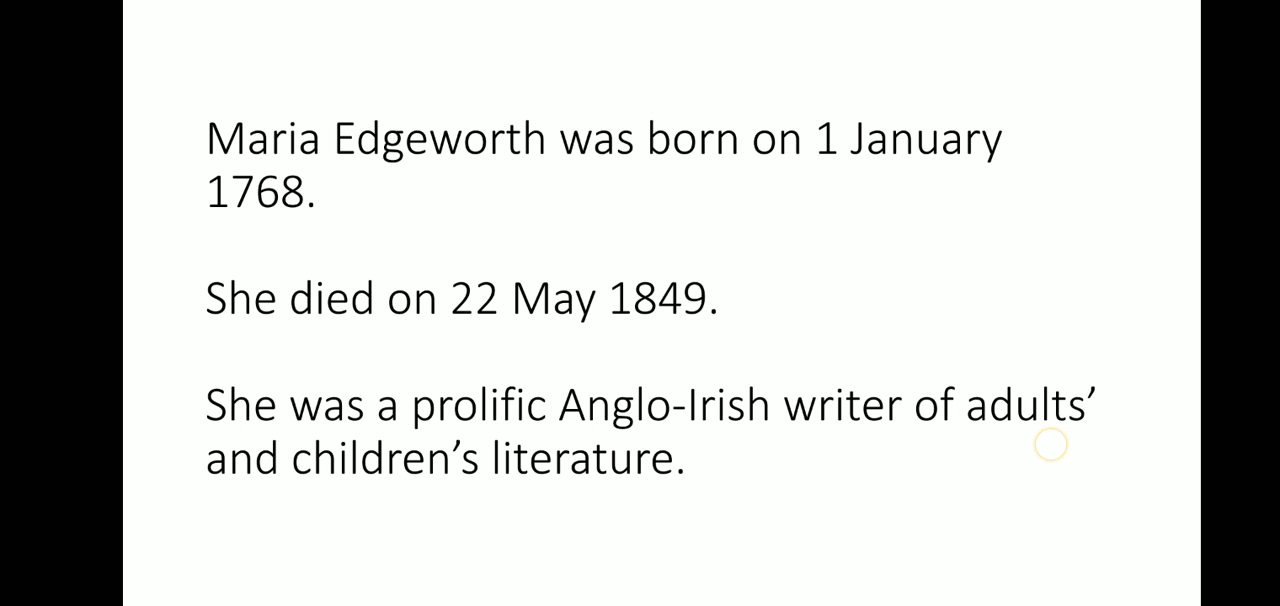 Maria Edgeworth was born on 1 January
1768.
She died on 22 May 1849.
She was a prolific Anglo-Irish writer of adults’
and children’s literature.